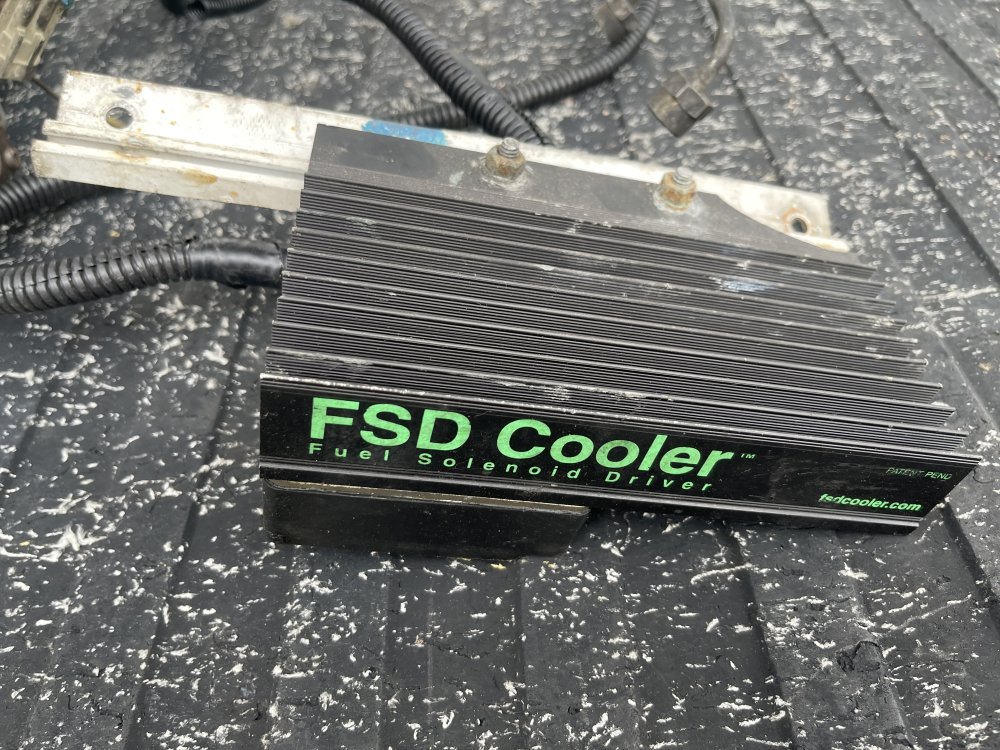 FSD Cooler™
Fuel Solenoid Driver
PATENT PEND
fsdcooler.com